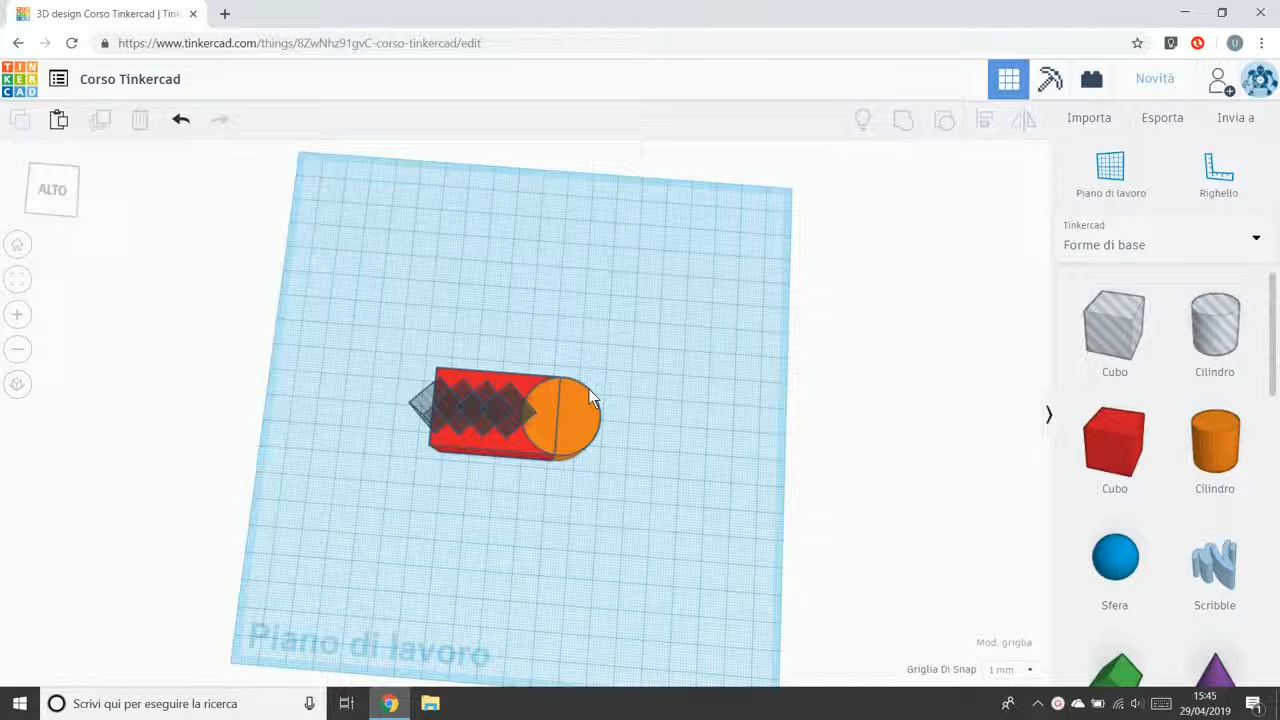 3D design Corso Tinkercad | Tink
https://www.tinkercad.com/things/8ZwNhz91gvC-corso-tinkercad/edit
U
TIN
KER
CAD
Corso Tinkercad
Novità
Importa
Esporta
Invia a
ALTO
Piano di lavoro
Righello
Tinkercad
Forme di base
Cubo
Cilindro
Cubo
Cilindro
Sfera
Scribble
Piano di lavoro
Mod. griglia
Griglia Di Snap
1 mm
Scrivi qui per eseguire la ricerca
15:45
29/04/2019
1